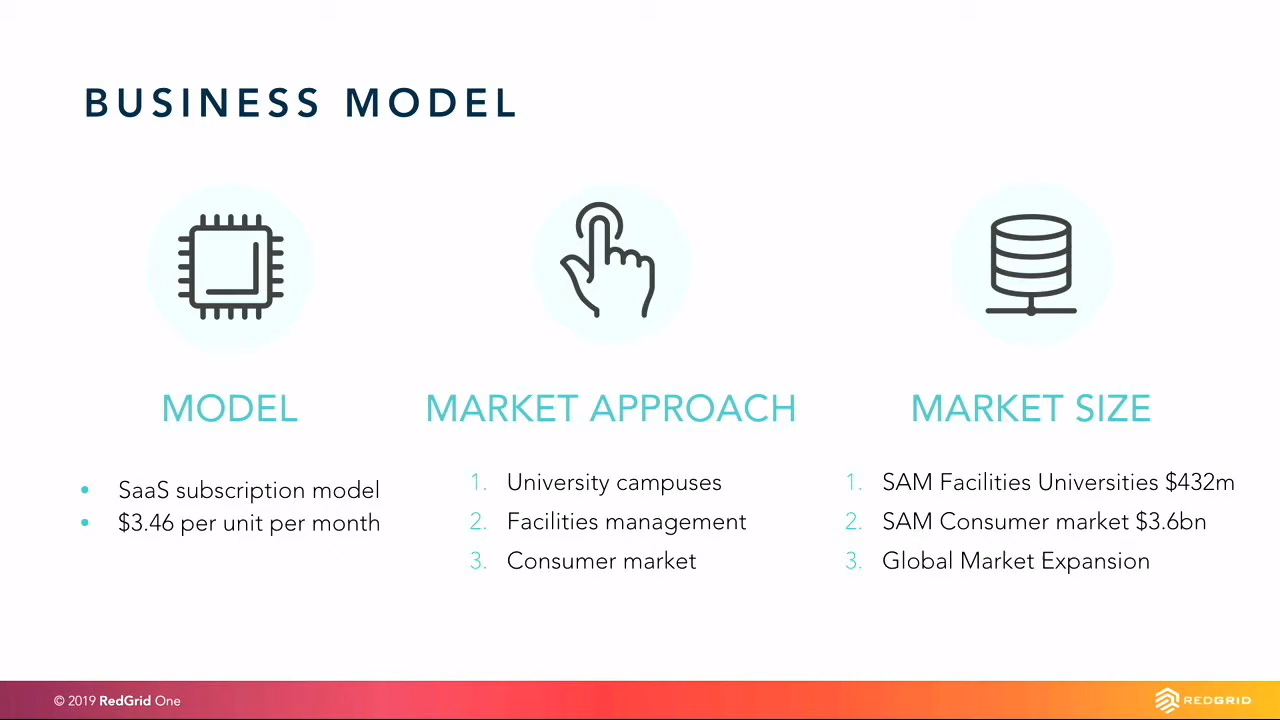 BUSINESS MODEL
MODEL
• SaaS subscription model
• $3.46 per unit per month
MARKET APPROACH
1. University campuses
2. Facilities management
3. Consumer market
MARKET SIZE
1. SAM Facilities Universities $432m
2. SAM Consumer market $3.6bn
3. Global Market Expansion
© 2019 RedGrid One
REDGRID